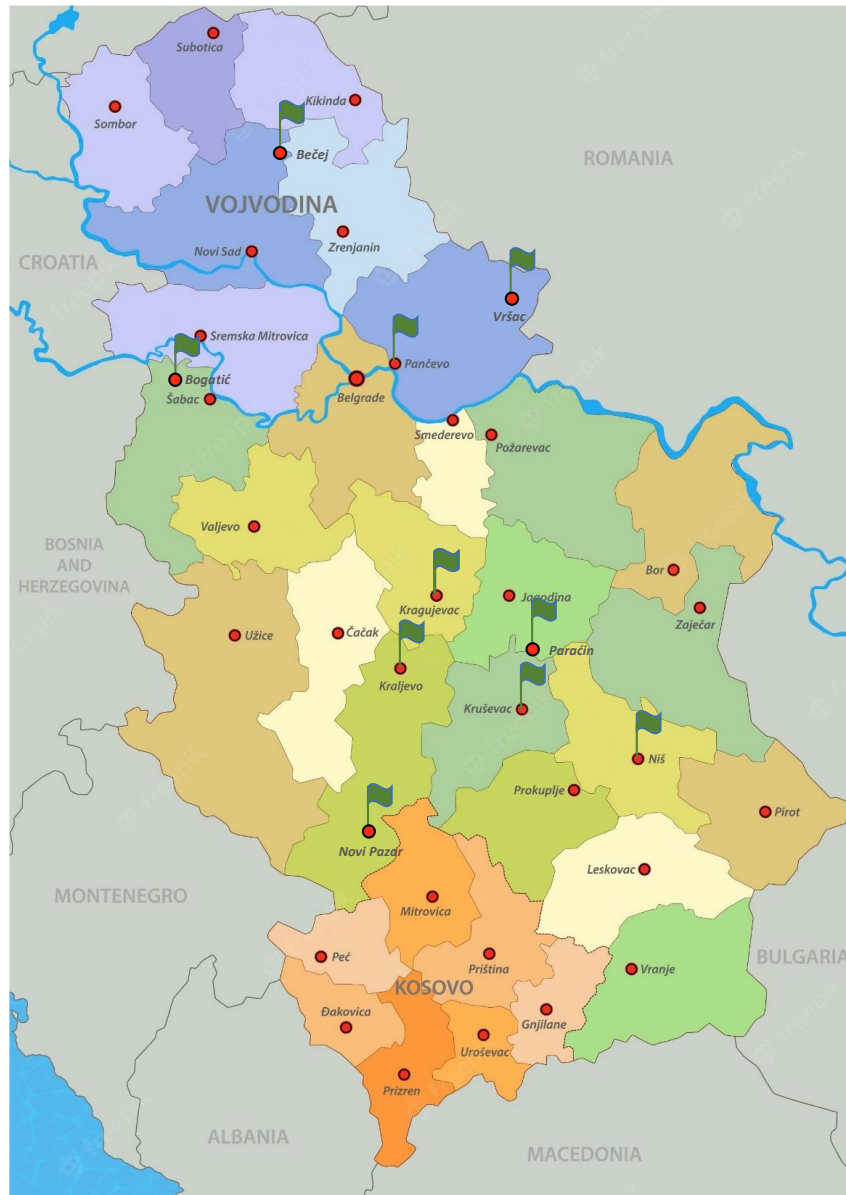 Subotica
Kikinda
Sombor
Bečej
ROMANIA
VOJVODINA
Zrenjanin
Novi Sad
CROATIA
Vršac
Sremska Mitrovica
Pančevo
Bogatić
Šabac
Belgrade
Smederevo
Požarevac
Valjevo
BOSNIA
AND
HERZEGOVINA
Bor
Kragujevac
Jagodina
Zaječar
Užice
Čačak
Paraćin
Kraljevo
Kruševac
Niš
Prokuplje
Pirot
Novi Pazar
Leskovac
MONTENEGRO
Mitrovica
Peć
Priština
Vranje
BULGARIA
KOSOVO
Đakovica
Gnjilane
Uroševac
Prizren
ALBANIA
MACEDONIA